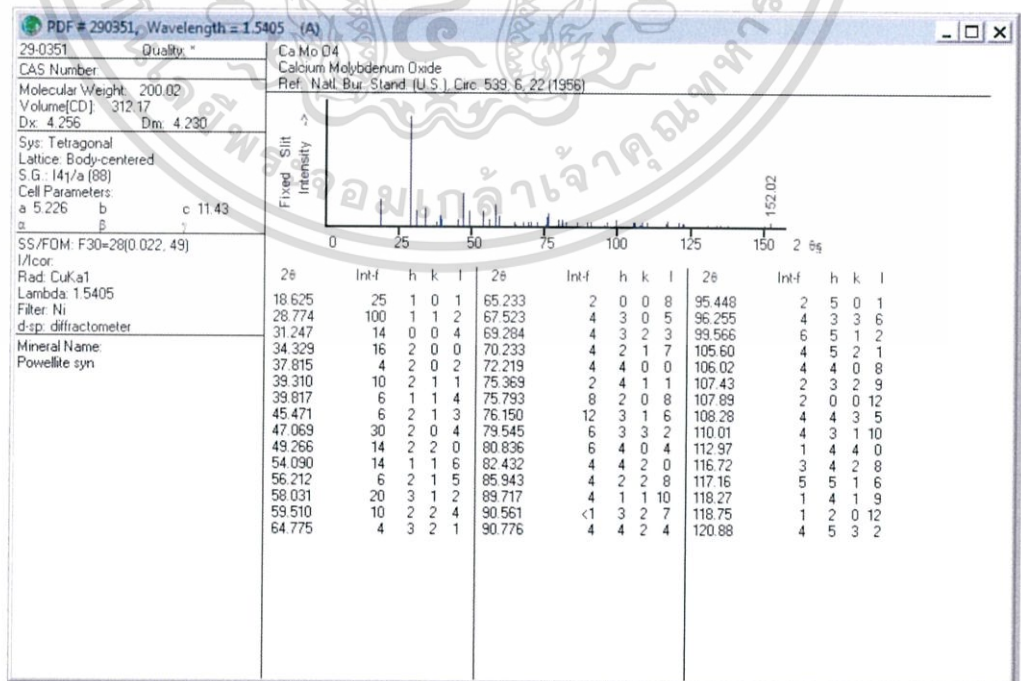 PDF # 290351, Wavelength = 1.5405 (A)
29-0351 Quality: *
CAS Number
Molecular Weight: 200.02
Volume[CD]: 312.17
Dx: 4.256 Dm: 4.230
Sys: Tetragonal
Lattice: Body-centered
S.G.: I41/a (88)
Cell Parameters:
a 5.226 b c 11.43
α β γ
SS/FOM: F30=28(0.022, 49)
I/Icor:
Rad: CuKa1
Lambda: 1.5405
Filter: Ni
d-sp: diffractometer
Mineral Name:
Powellite syn
Ca Mo O4
Calcium Molybdenum Oxide
Ref: Natl. Bur. Stand. (U.S.), Circ. 539, 6, 22 (1956)
Fixed Slit
Intensity ->
152.02
0 25 50 75 100 125 150 2 θ
2θ Int-f h k l 2θ Int-f h k l 2θ Int-f h k l
18.625 25 1 0 1 65.233 2 0 0 8 95.448 2 5 0 1
28.774 100 1 1 2 67.523 4 3 0 5 96.255 4 3 3 6
31.247 14 0 0 4 69.284 4 3 2 3 99.566 6 5 1 2
34.329 16 2 0 0 70.233 4 2 1 7 105.60 4 5 2 1
37.815 4 2 0 2 72.219 4 4 0 0 106.02 4 4 0 8
39.310 10 2 1 1 75.369 2 4 1 1 107.43 2 3 2 9
39.817 6 1 1 4 75.793 8 2 0 8 107.89 2 0 0 12
45.471 6 2 1 3 76.150 12 3 1 6 108.28 4 4 3 5
47.069 30 2 0 4 79.545 6 3 3 2 110.01 4 3 1 10
49.266 14 2 2 0 80.836 6 4 0 4 112.97 1 4 4 0
54.090 14 1 1 6 82.432 4 4 2 0 116.72 3 4 2 8
56.212 6 2 1 5 85.943 4 2 2 8 117.16 5 5 1 6
58.031 20 3 1 2 89.717 4 1 1 10 118.27 1 4 1 9
59.510 10 2 2 4 90.561 <1 3 2 7 118.75 1 2 0 12
64.775 4 3 2 1 90.776 4 4 2 4 120.88 4 5 3 2